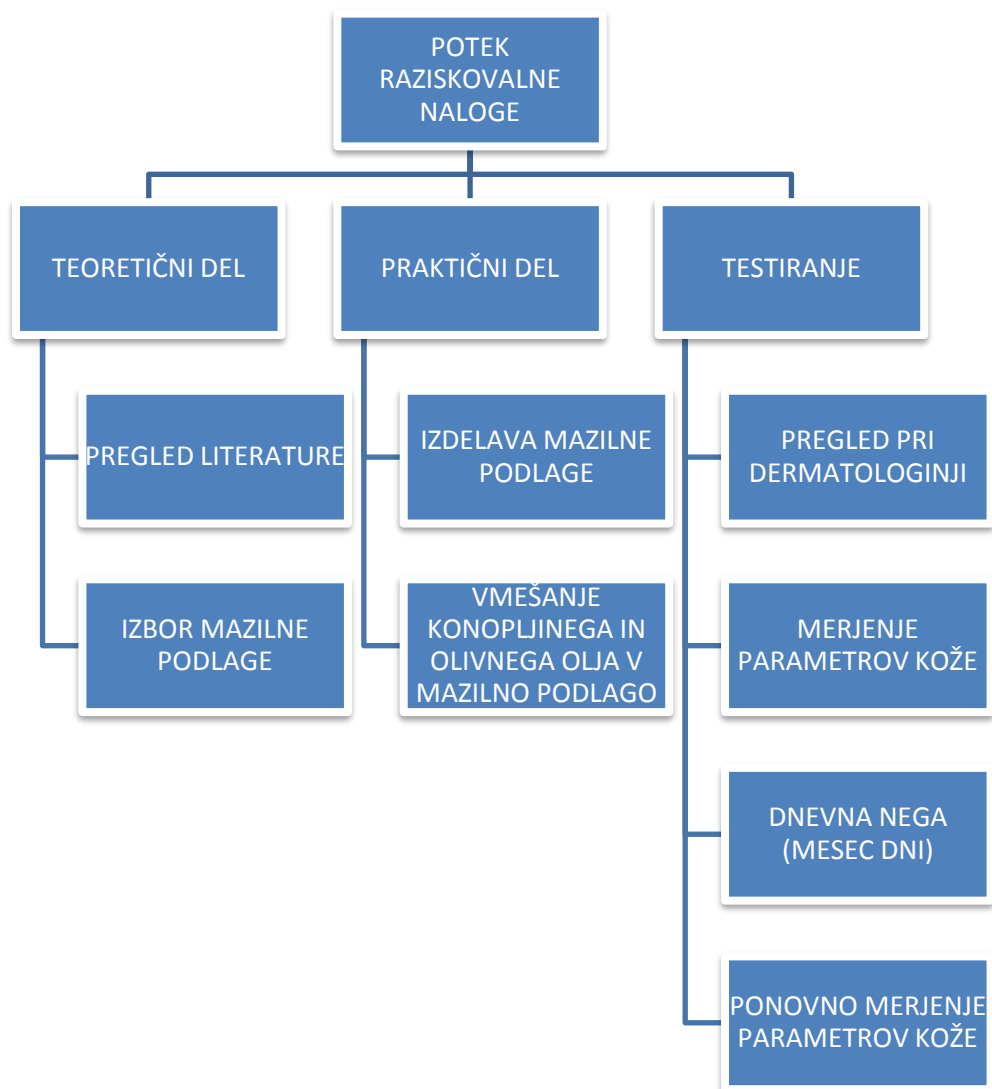 POTEK
RAZISKOVALNE
NALOGE
TEORETIČNI DEL
PREGLED LITERATURE
IZBOR MAZILNE
PODLAGE
PRAKTIČNI DEL
IZDELAVA MAZILNE
PODLAGE
VMEŠANJE
KONOPLJINEGA IN
OLIVNEGA OLJA V
MAZILNO PODLAGO
TESTIRANJE
PREGLED PRI
DERMATOLOGINJI
MERJENJE
PARAMETROV KOŽE
DNEVNA NEGA
(MESEC DNI)
PONOVNO MERJENJE
PARAMETROV KOŽE